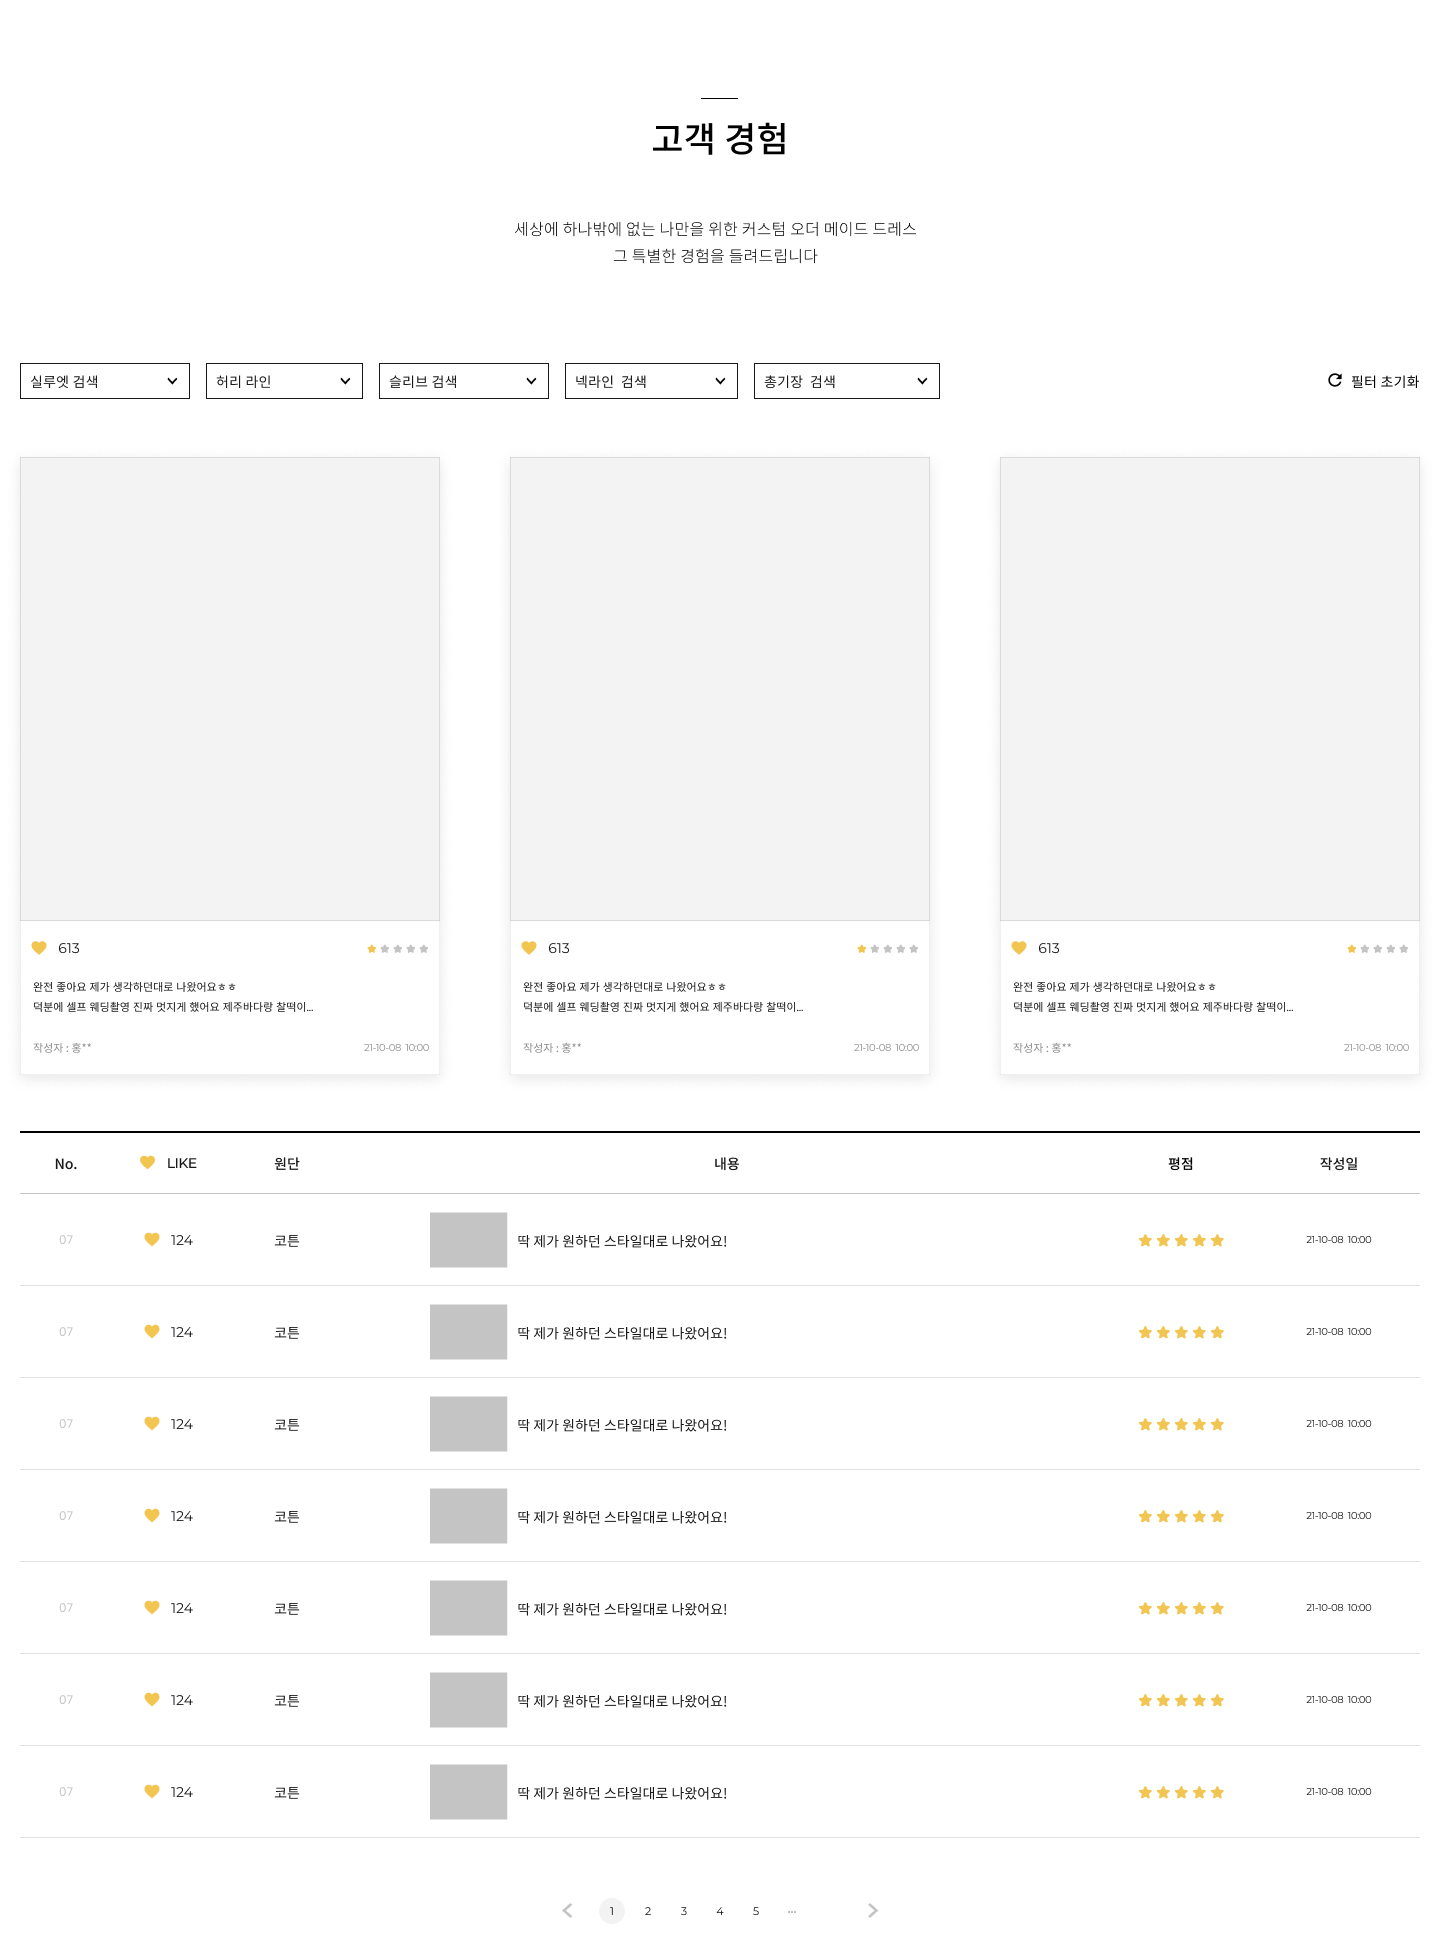 고객 경험
세상에 하나밖에 없는 나만을 위한 커스텀 오더 메이드 드레스
그 특별한 경험을 들려드립니다
실루엣 검색 허리 라인 슬리브 검색 넥라인 검색 총기장 검색 필터 초기화
613 613 613
완전 좋아요 제가 생각하던대로 나왔어요ㅎㅎ
덕분에 셀프 웨딩촬영 진짜 멋지게 했어요 제주바다랑 찰떡이...
작성자 : 홍** 21-10-08 10:00
완전 좋아요 제가 생각하던대로 나왔어요ㅎㅎ
덕분에 셀프 웨딩촬영 진짜 멋지게 했어요 제주바다랑 찰떡이...
작성자 : 홍** 21-10-08 10:00
완전 좋아요 제가 생각하던대로 나왔어요ㅎㅎ
덕분에 셀프 웨딩촬영 진짜 멋지게 했어요 제주바다랑 찰떡이...
작성자 : 홍** 21-10-08 10:00
No. LIKE 원단 내용 평점 작성일
07 124 코튼 딱 제가 원하던 스타일대로 나왔어요! 21-10-08 10:00
07 124 코튼 딱 제가 원하던 스타일대로 나왔어요! 21-10-08 10:00
07 124 코튼 딱 제가 원하던 스타일대로 나왔어요! 21-10-08 10:00
07 124 코튼 딱 제가 원하던 스타일대로 나왔어요! 21-10-08 10:00
07 124 코튼 딱 제가 원하던 스타일대로 나왔어요! 21-10-08 10:00
07 124 코튼 딱 제가 원하던 스타일대로 나왔어요! 21-10-08 10:00
07 124 코튼 딱 제가 원하던 스타일대로 나왔어요! 21-10-08 10:00
1 2 3 4 5 ...